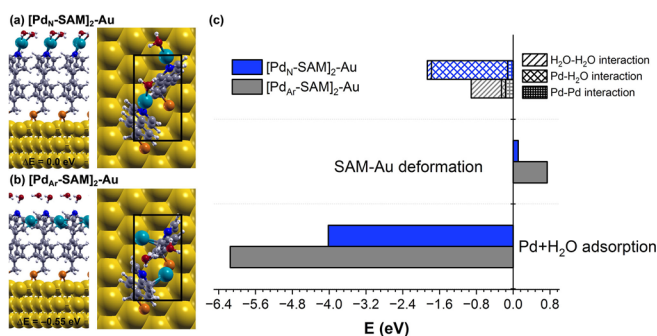 (a) [PdN-SAM]2-Au
ΔE = 0.0 eV
(b) [PdAr-SAM]2-Au
ΔE = −0.55 eV
(c)
[PdN-SAM]2-Au
[PdAr-SAM]2-Au
H2O-H2O interaction
Pd-H2O interaction
Pd-Pd interaction
SAM-Au deformation
Pd+H2O adsorption
−6.4 −5.6 −4.8 −4.0 −3.2 −2.4 −1.6 −0.8 0.0 0.8
E (eV)